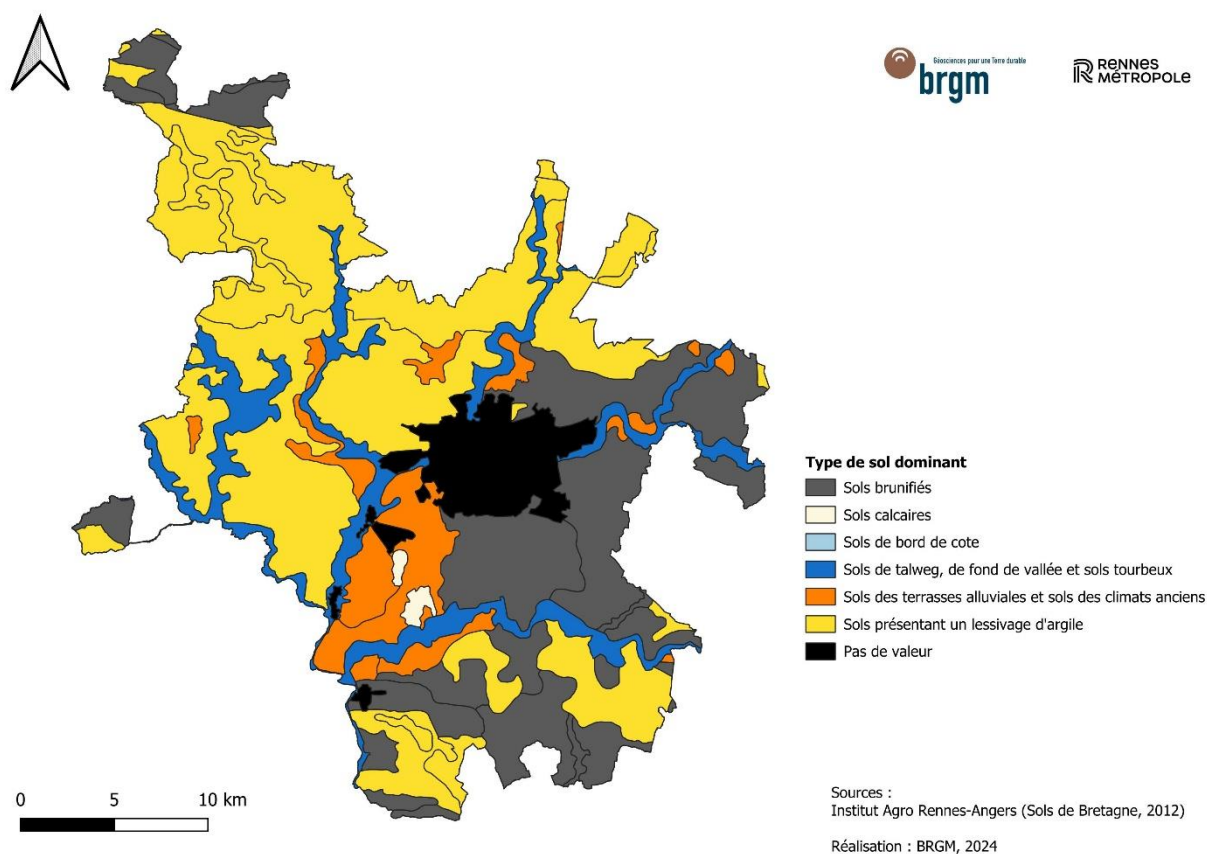 Géosciences pour une Terre durable
brgm
RENNES
MÉTROPOLE
Type de sol dominant
Sols brunifiés
Sols calcaires
Sols de bord de cote
Sols de talweg, de fond de vallée et sols tourbeux
Sols des terrasses alluviales et sols des climats anciens
Sols présentant un lessivage d'argile
Pas de valeur
0 5 10 km
Sources :
Institut Agro Rennes-Angers (Sols de Bretagne, 2012)
Réalisation : BRGM, 2024